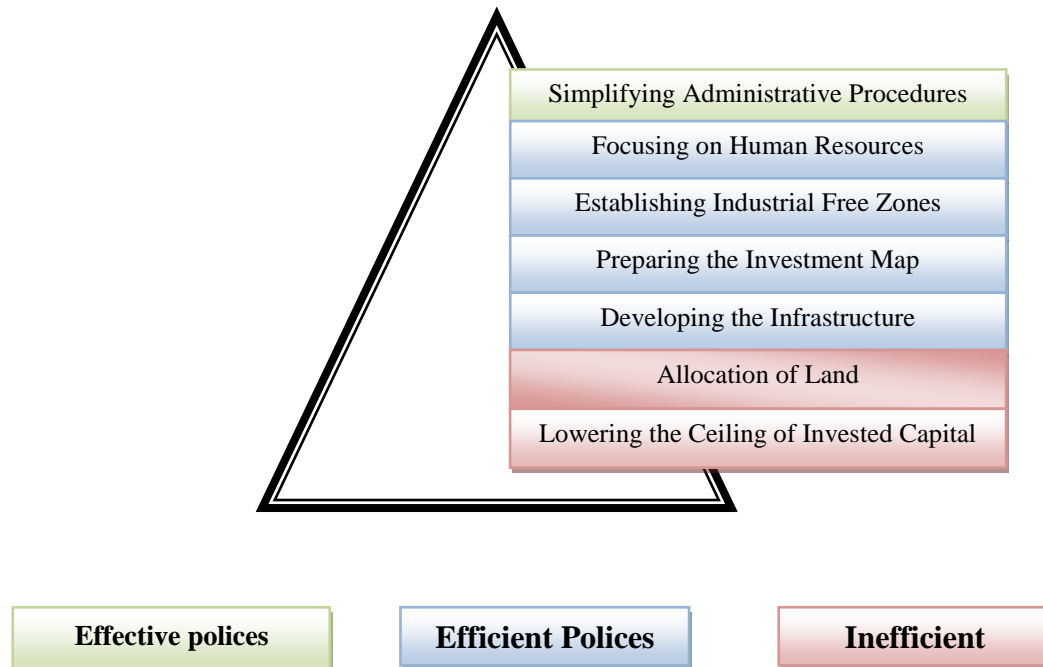 Simplifying Administrative Procedures
Focusing on Human Resources
Establishing Industrial Free Zones
Preparing the Investment Map
Developing the Infrastructure
Allocation of Land
Lowering the Ceiling of Invested Capital
Effective polices
Efficient Polices
Inefficient